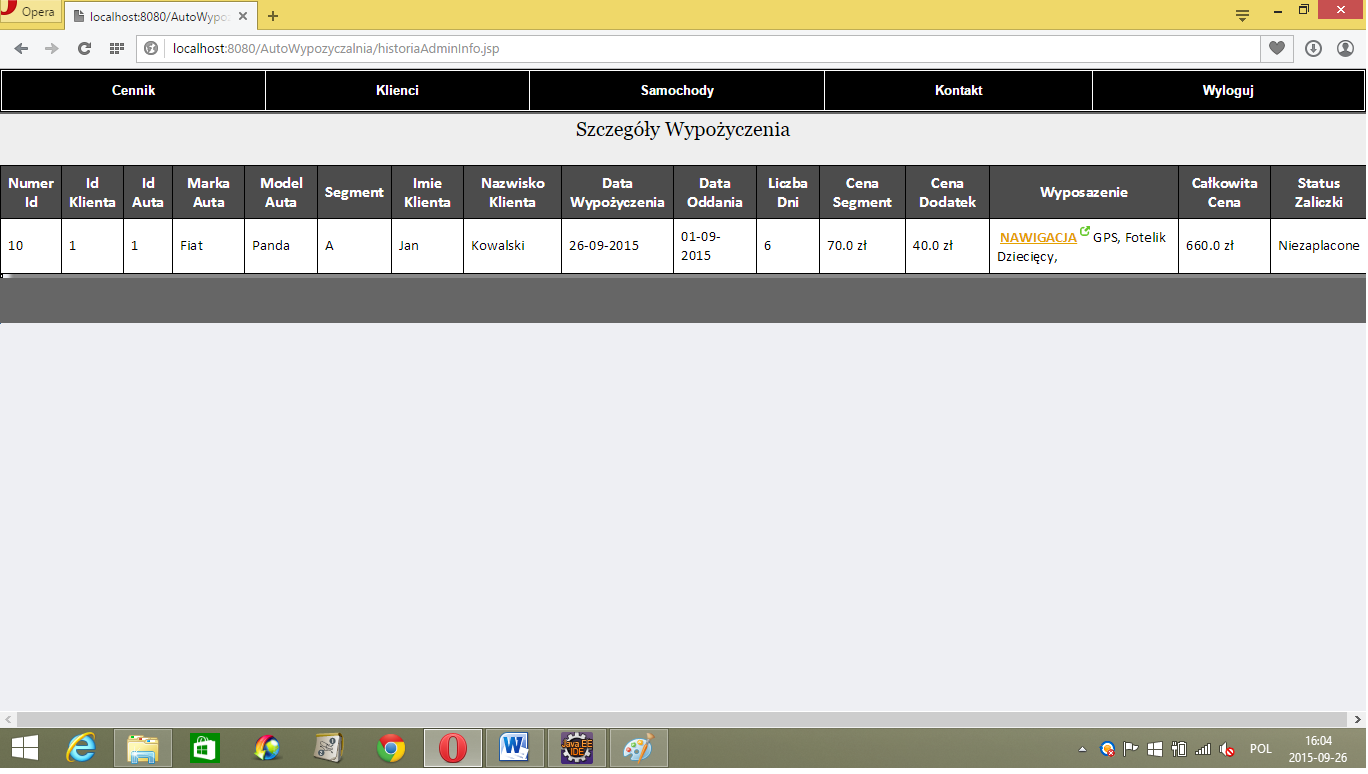 Opera
localhost:8080/AutoWypoz
localhost:8080/AutoWypozyczalnia/historiaAdminInfo.jsp
Cennik Klienci Samochody Kontakt Wyloguj
Szczegóły Wypożyczenia
Numer Id
Id Klienta
Id Auta
Marka Auta
Model Auta
Segment
Imie Klienta
Nazwisko Klienta
Data Wypożyczenia
Data Oddania
Liczba Dni
Cena Segment
Cena Dodatek
Wyposazenie
Całkowita Cena
Status Zaliczki
10
1
1
Fiat
Panda
A
Jan
Kowalski
26-09-2015
01-09-
2015
6
70.0 zł
40.0 zł
NAWIGACJA GPS, Fotelik
Dziecięcy,
660.0 zł
Niezaplacone
Java EE
IDE
POL
16:04
2015-09-26